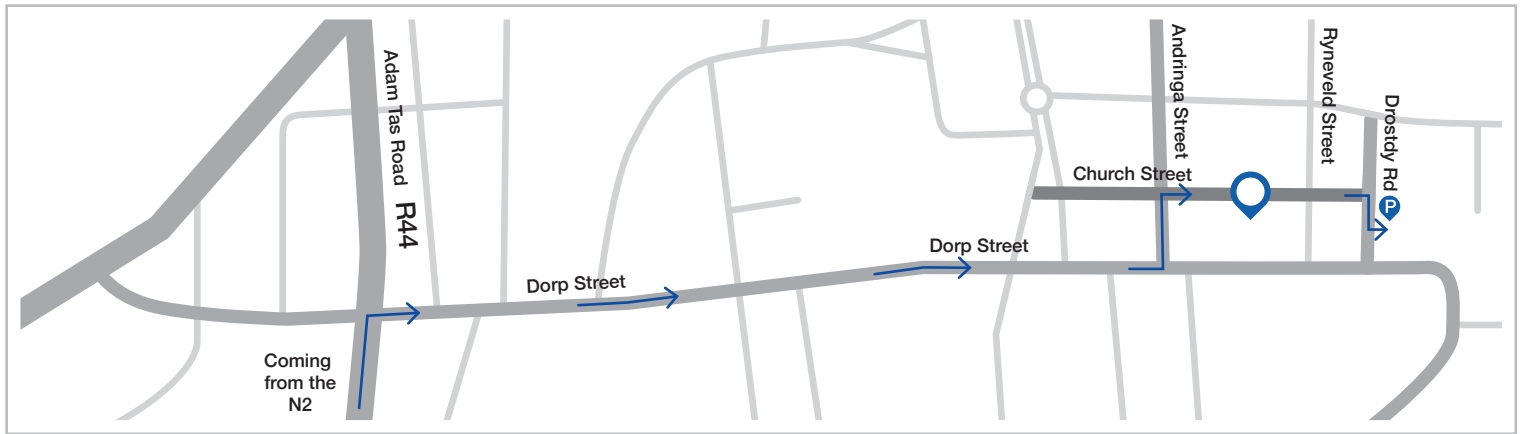 Adam Tas Road
R44
Andringa Street
Ryneveld Street
Drostdy Rd
P
Church Street
Dorp Street
Dorp Street
Coming
from the
N2